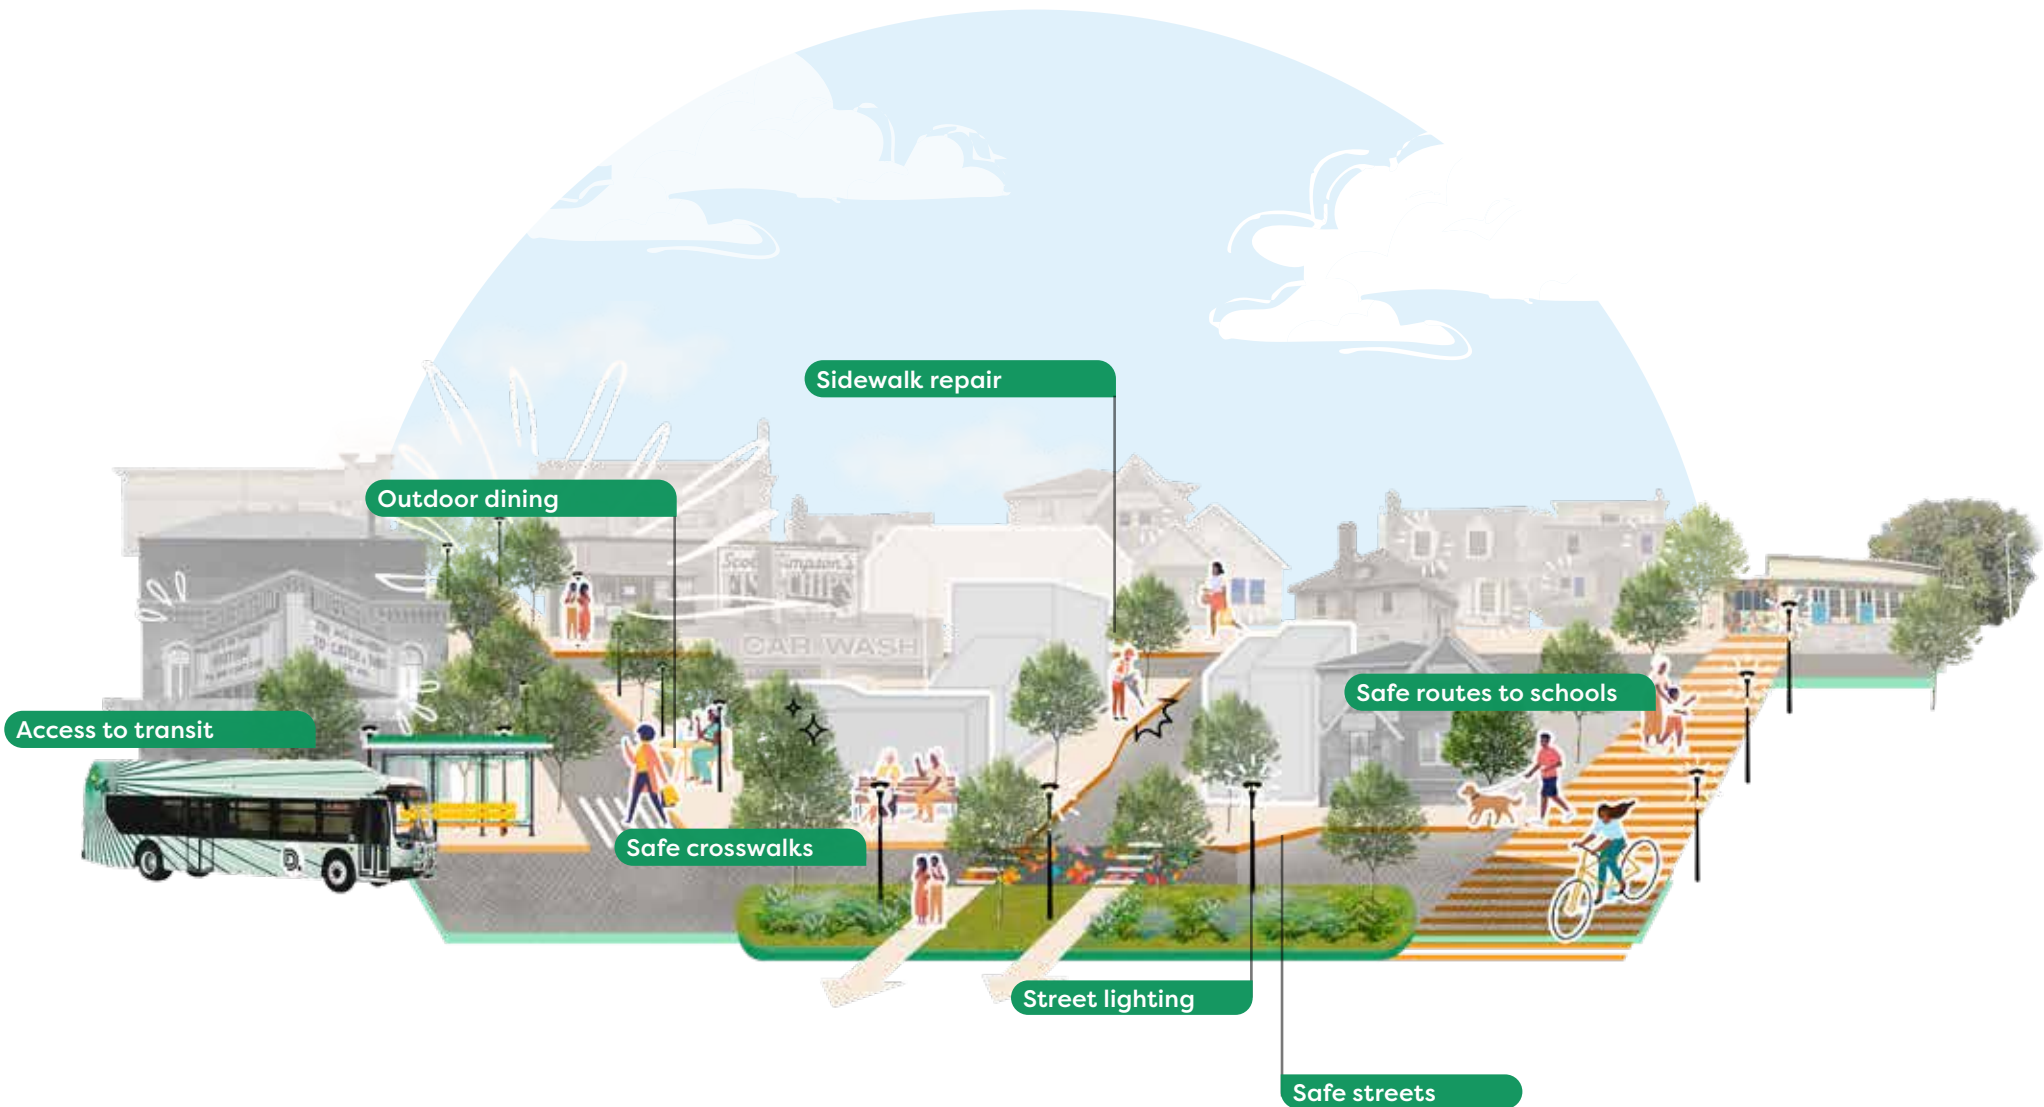 Sidewalk repair
Outdoor dining
CAR WASH
Safe routes to schools
Access to transit
Safe crosswalks
D
Street lighting
Safe streets